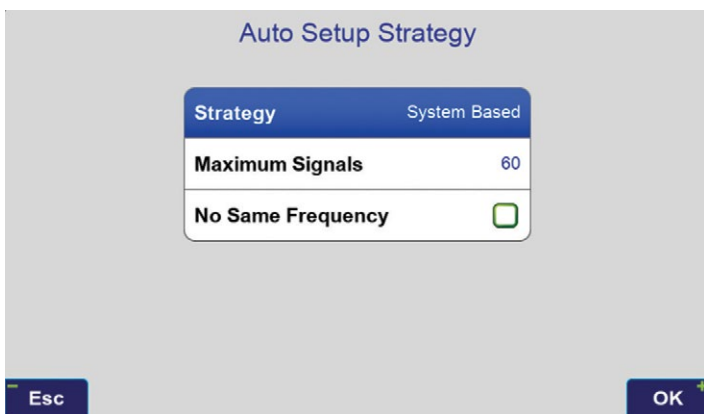 Auto Setup Strategy
Strategy System Based
Maximum Signals 60
No Same Frequency
Esc
OK